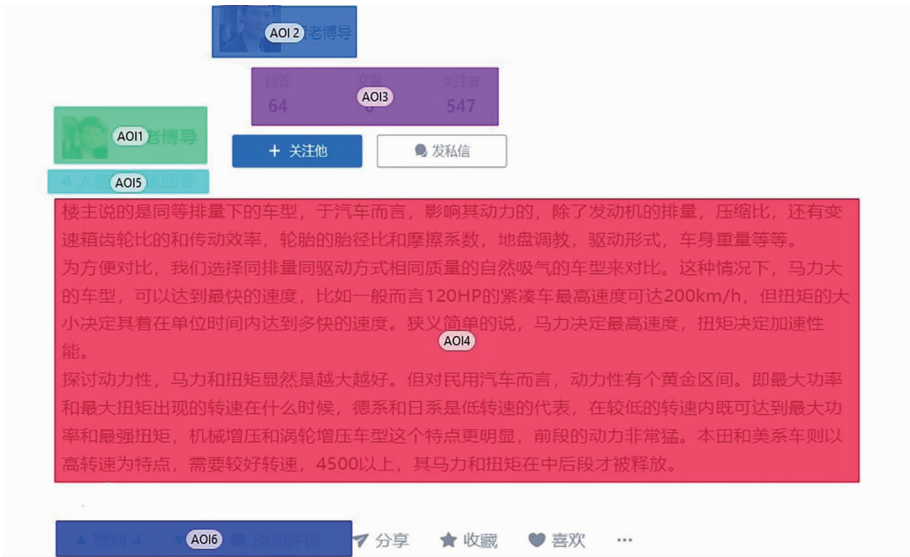 AOI 2 老博导
回答 文章 关注者
64 AOI3 547
AOI1 老博导
+ 关注他 发私信
4 AOI5
楼主说的是同等排量下的车型，于汽车而言，影响其动力的，除了发动机的排量，压缩比，还有变
速箱齿轮比的和传动效率，轮胎的胎径比和摩擦系数，地盘调教，驱动形式，车身重量等等。
为方便对比，我们选择同排量同驱动方式相同质量的自然吸气的车型来对比。这种情况下，马力大
的车型，可以达到最快的速度，比如一般而言120HP的紧凑车最高速度可达200km/h，但扭矩的大
小决定其着在单位时间内达到多快的速度。狭义简单的说，马力决定最高速度，扭矩决定加速性
能。
AOI4
探讨动力性，马力和扭矩显然是越大越好。但对民用汽车而言，动力性有个黄金区间。即最大功率
和最大扭矩出现的转速在什么时候，德系和日系是低转速的代表，在较低的转速内既可达到最大功
率和最强扭矩，机械增压和涡轮增压车型这个特点更明显，前段的动力非常猛。本田和美系车则以
高转速为特点，需要较好转速，4500以上，其马力和扭矩在中后段才被释放。
赞同 4 AOI6 添加评论 分享 收藏 喜欢 ···